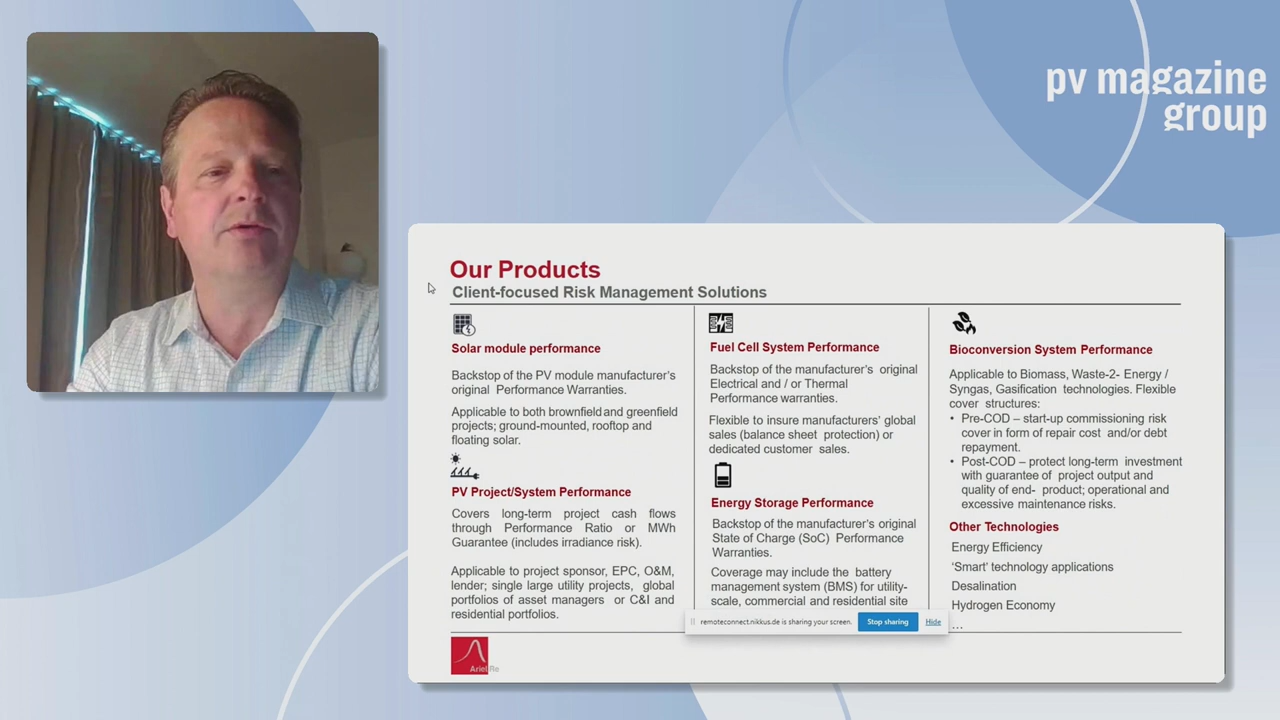 pv magazine
group
Our Products
Client-focused Risk Management Solutions
Solar module performance
Backstop of the PV module manufacturer's
original Performance Warranties.
Applicable to both brownfield and greenfield
projects; ground-mounted, rooftop and
floating solar.
PV Project/System Performance
Covers long-term project cash flows
through Performance Ratio or MWh
Guarantee (includes irradiance risk).
Applicable to project sponsor, EPC, O&M,
lender; single large utility projects, global
portfolios of asset managers or C&I and
residential portfolios.
Fuel Cell System Performance
Backstop of the manufacturer's original
Electrical and / or Thermal
Performance warranties.
Flexible to insure manufacturers' global
sales (balance sheet protection) or
dedicated customer sales.
Energy Storage Performance
Backstop of the manufacturer's original
State of Charge (SoC) Performance
Warranties.
Coverage may include the battery
management system (BMS) for utility-
scale, commercial and residential site
Bioconversion System Performance
Applicable to Biomass, Waste-2- Energy /
Syngas, Gasification technologies. Flexible
cover structures:
• Pre-COD – start-up commissioning risk
cover in form of repair cost and/or debt
repayment.
• Post-COD – protect long-term investment
with guarantee of project output and
quality of end- product; operational and
excessive maintenance risks.
Other Technologies
Energy Efficiency
'Smart' technology applications
Desalination
Hydrogen Economy
…
remoteconnect.nikkus.de is sharing your screen. Stop sharing Hide
Ariel Re